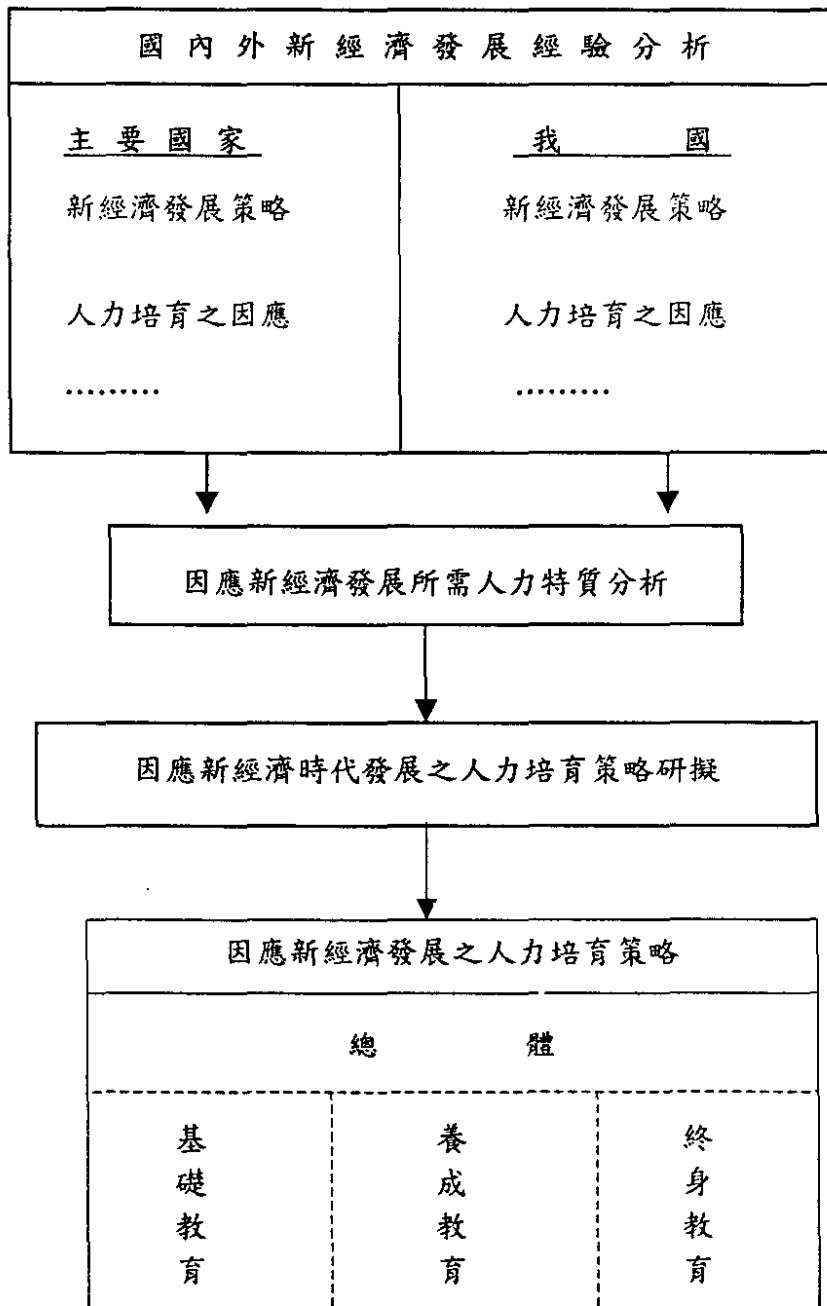 國內外新經濟發展經驗分析
主要國家
新經濟發展策略
人力培育之因應
………
我國
新經濟發展策略
人力培育之因應
………
因應新經濟發展所需人力特質分析
因應新經濟時代發展之人力培育策略研擬
因應新經濟發展之人力培育策略
總體
基礎教育
養成教育
終身教育